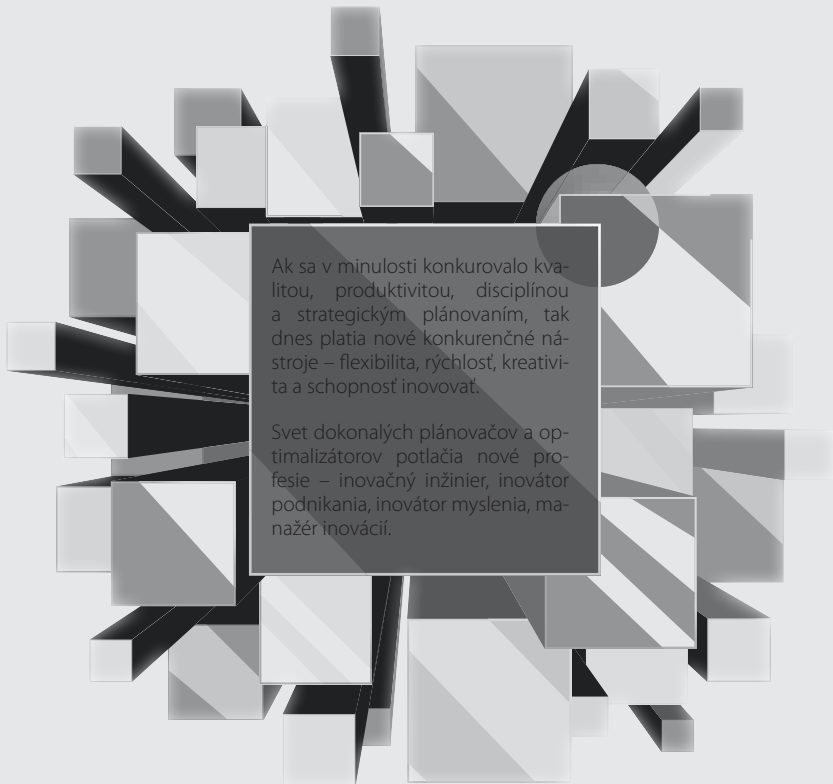 Ak sa v minulosti konkurovalo kva-
litou, produktivitou, disciplínou
a strategickým plánovaním, tak
dnes platia nové konkurenčné ná-
stroje – flexibilita, rýchlosť, kreativi-
ta a schopnosť inovovať.

Svet dokonalých plánovačov a op-
timalizátorov potlačia nové pro-
fesie – inovačný inžinier, inovátor
podnikania, inovátor myslenia, ma-
nažér inovácií.